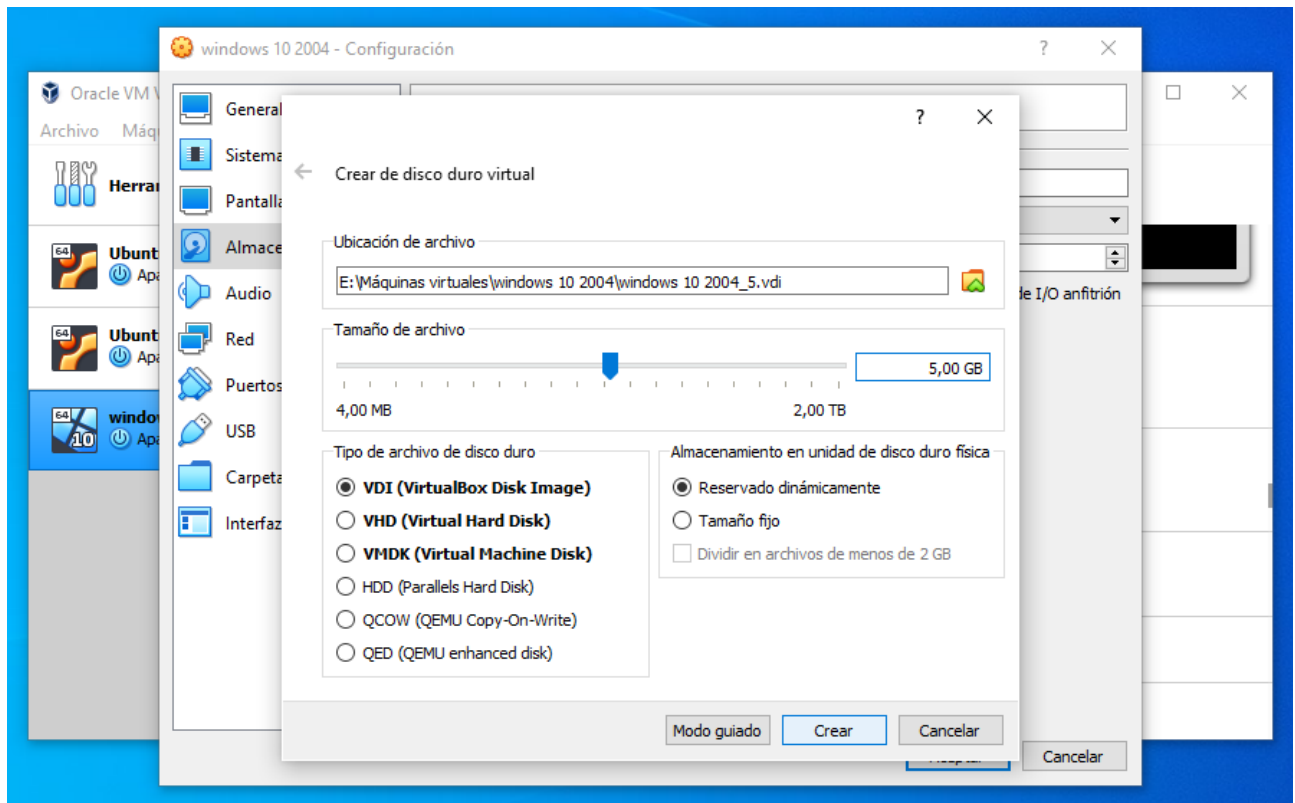 windows 10 2004 - Configuración
?
Oracle VM V
Archivo Máqu
Herrar
64
Ubunt
Apa
64
Ubunt
Apa
64
10
window
Apa
General
Sistema
Pantalla
Almace
Audio
Red
Puertos
USB
Carpeta
Interfaz
?
Crear de disco duro virtual
Ubicación de archivo
E:\Máquinas virtuales\windows 10 2004\windows 10 2004_5.vdi
Tamaño de archivo
5,00 GB
4,00 MB 2,00 TB
Tipo de archivo de disco duro
VDI (VirtualBox Disk Image)
VHD (Virtual Hard Disk)
VMDK (Virtual Machine Disk)
HDD (Parallels Hard Disk)
QCOW (QEMU Copy-On-Write)
QED (QEMU enhanced disk)
Almacenamiento en unidad de disco duro física
Reservado dinámicamente
Tamaño fijo
Dividir en archivos de menos de 2 GB
Modo guiado Crear Cancelar
de I/O anfitrión
Cancelar